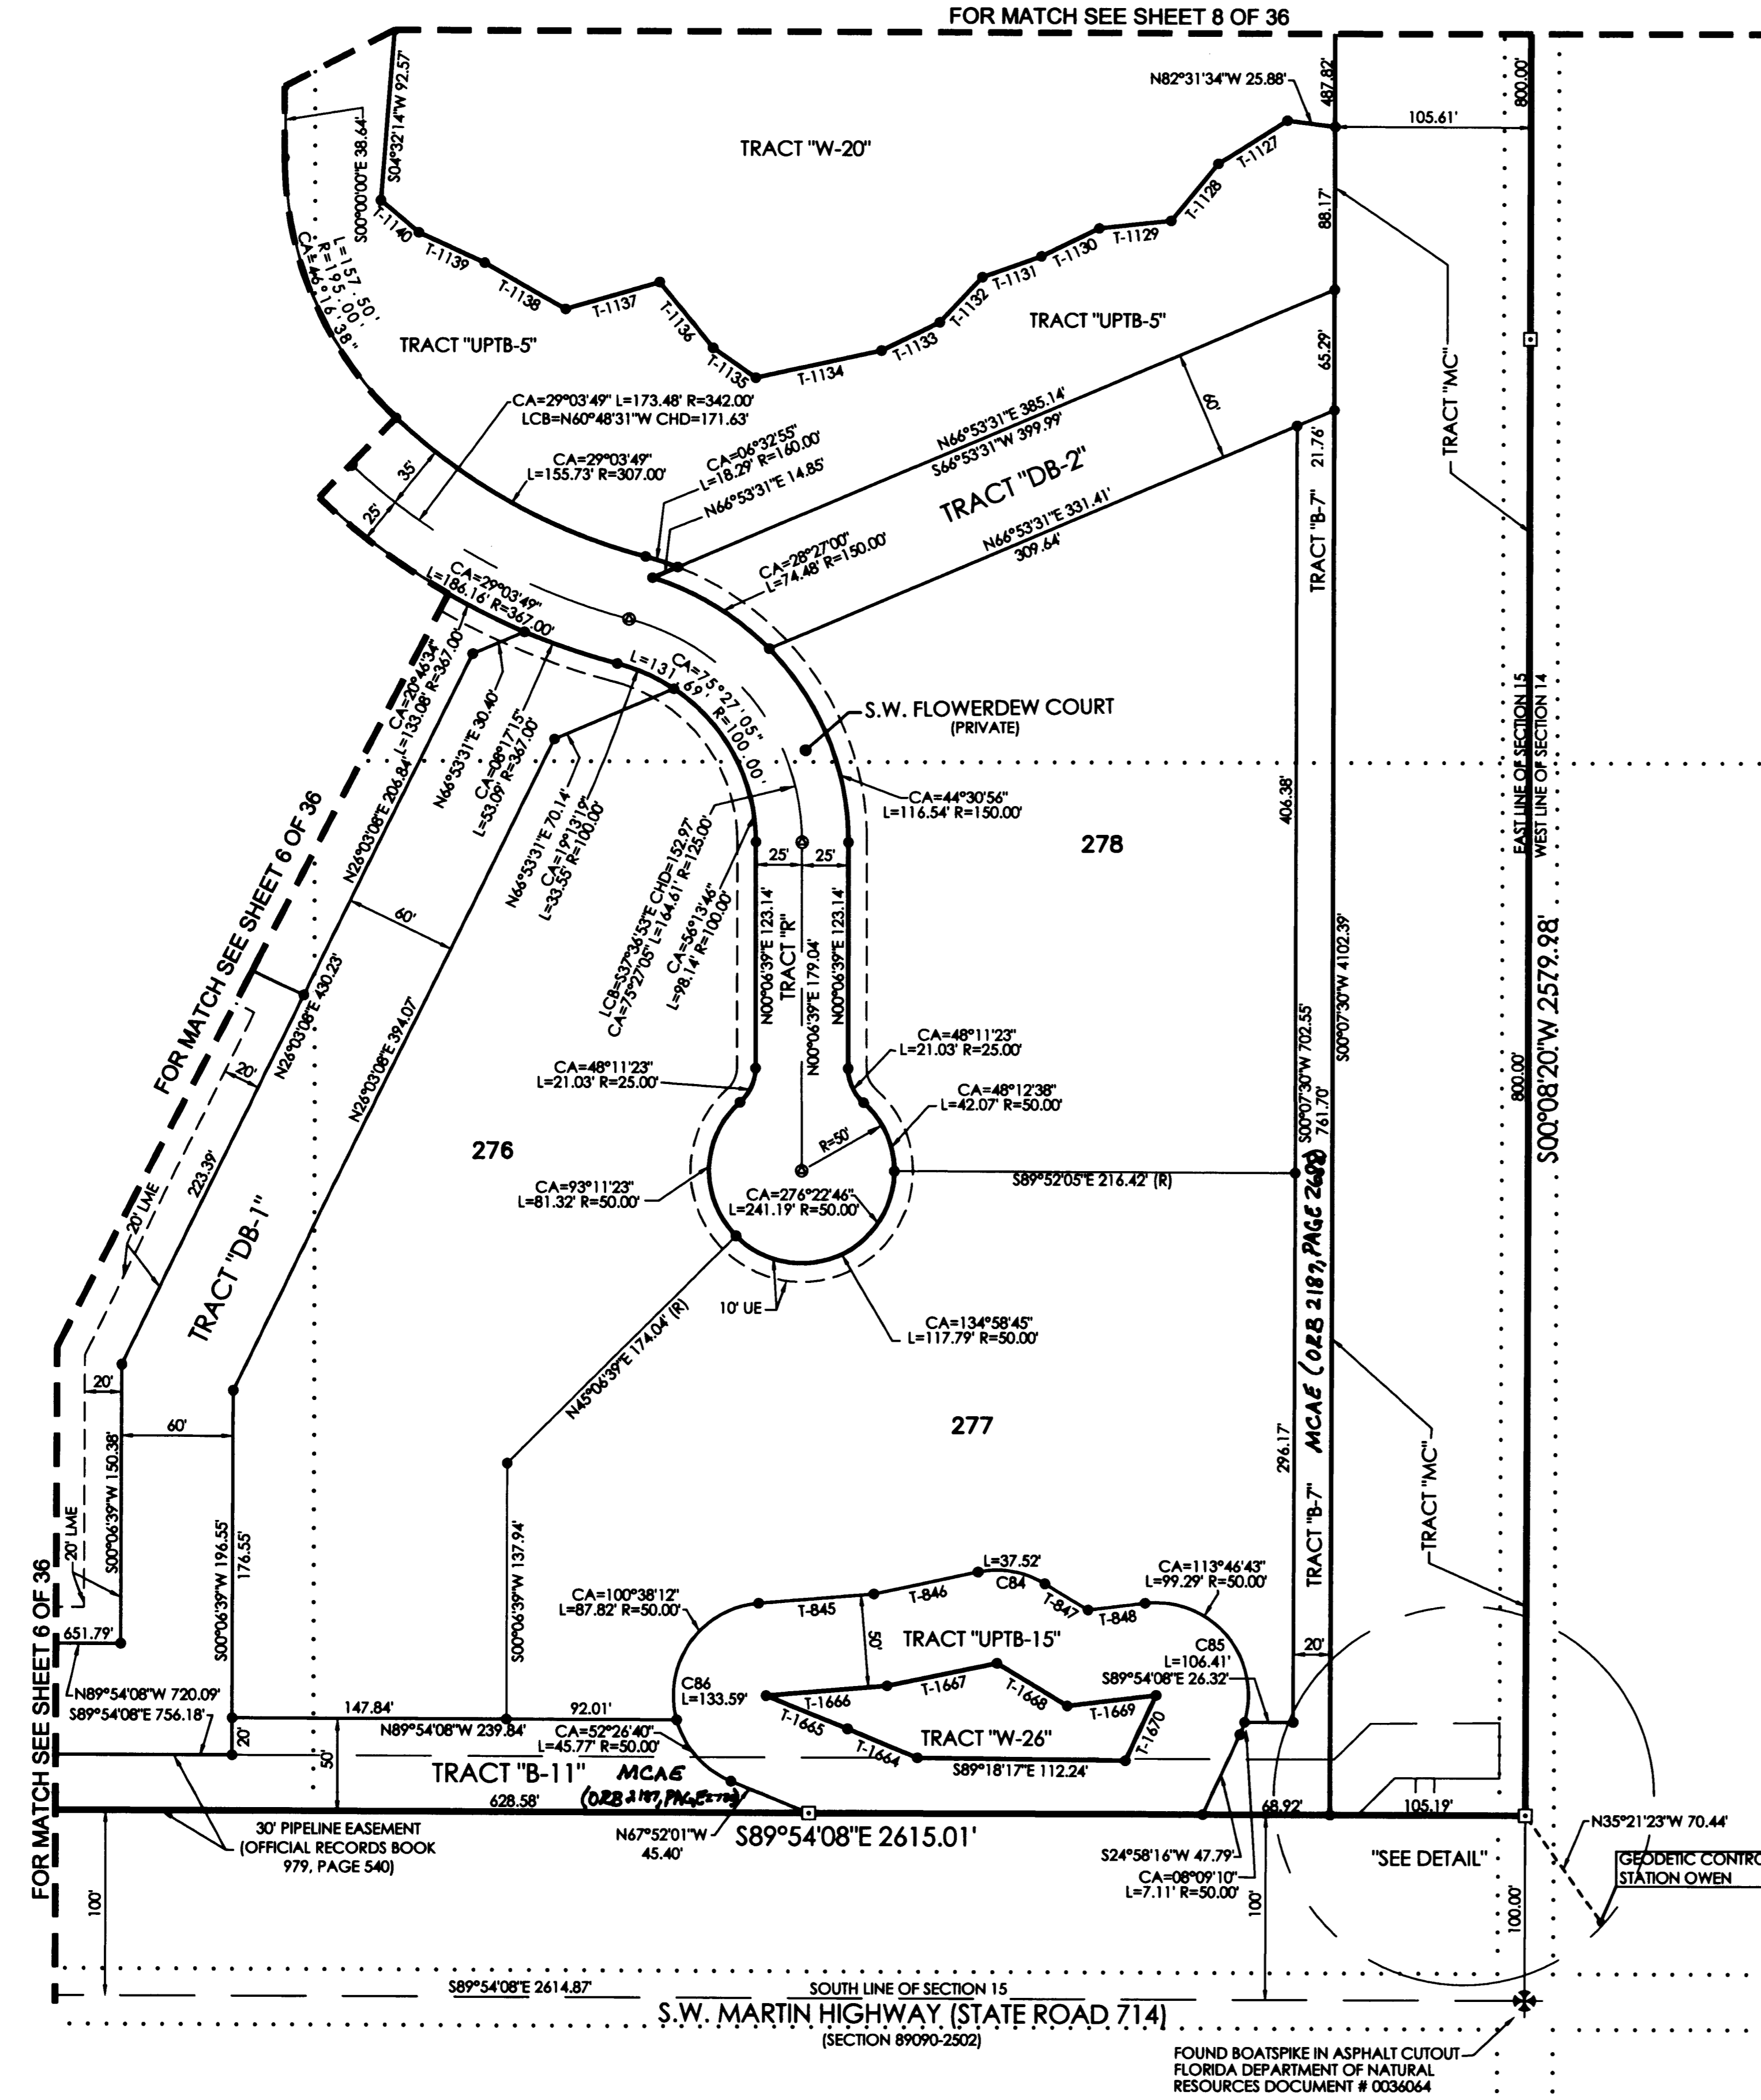 FOR MATCH SEE SHEET 8 OF 36
N82°31'34"W 25.88'
487.82'
800.00'
105.61'
S04°32'14"W 92.57'
S00°00'00"E 38.64'
TRACT "W-20"
T-1127
T-1128
T-1129
T-1130
T-1131
T-1132
T-1133
T-1134
T-1135
T-1136
T-1137
T-1138
T-1139
T-1140
88.17'
L=157.50'
R=195.00'
CA=46°16'38"
TRACT "UPTB-5"
TRACT "UPTB-5"
65.29'
TRACT "MC"
CA=29°03'49" L=173.48' R=342.00'
LCB=N60°48'31"W CHD=171.63'
CA=29°03'49"
L=155.73' R=307.00'
CA=06°32'55"
L=18.29' R=160.00'
N66°53'31"E 14.85'
N66°53'31"E 385.14'
S66°53'31"W 399.99'
60'
TRACT "DB-2"
N66°53'31"E 331.41'
309.64'
21.76'
TRACT "B-7"
35'
25'
CA=28°27'00"
L=74.48' R=150.00'
CA=29°03'49"
L=186.16' R=367.00'
CA=20°46'34"
L=133.08' R=367.00'
N66°53'31"E 30.40'
CA=08°17'15"
L=53.09' R=367.00'
N66°53'31"E 70.14'
CA=19°13'19"
L=33.55' R=100.00'
CA=75°27'05"
L=131.69' R=100.00'
S.W. FLOWERDEW COURT
(PRIVATE)
EAST LINE OF SECTION 15
WEST LINE OF SECTION 14
CA=44°30'56"
L=116.54' R=150.00'
LCB=S37°36'53"E CHD=152.97'
CA=75°27'05" L=164.61' R=125.00'
CA=56°13'46"
L=98.14' R=100.00'
278
406.38'
25'
25'
N00°06'39"E 123.14'
TRACT "R"
N00°06'39"E 179.04'
N00°06'39"E 123.14'
FOR MATCH SEE SHEET 6 OF 36
N26°03'08"E 206.84'
60'
N26°03'08"E 430.23'
N26°03'08"E 394.07'
20'
S00°07'30"W 4102.39'
S00°08'20"W 2579.98'
800.00'
S00°07'30"W 702.55'
761.70'
CA=48°11'23"
L=21.03' R=25.00'
CA=48°11'23"
L=21.03' R=25.00'
CA=48°12'38"
L=42.07' R=50.00'
R=50'
276
CA=93°11'23"
L=81.32' R=50.00'
CA=276°22'46"
L=241.19' R=50.00'
S89°52'05"E 216.42' (R)
223.39'
20' LME
TRACT "DB-1"
10' UE
CA=134°58'45"
L=117.79' R=50.00'
N45°06'39"E 174.04' (R)
277
MCAE (ORB 2187, PAGE
296.17'
TRACT "B-7"
TRACT "MC"
20'
60'
S00°06'39"W 150.38'
20' LME
S00°06'39"W 196.55'
176.55'
S00°06'39"W 137.94'
FOR MATCH SEE SHEET 6 OF 36
651.79'
N89°54'08"W 720.09'
S89°54'08"E 756.18'
CA=100°38'12"
L=87.82' R=50.00'
T-845
T-846
L=37.52'
C84
T-847
T-848
CA=113°46'43"
L=99.29' R=50.00'
50'
TRACT "UPTB-15"
C85
L=106.41'
S89°54'08"E 26.32'
20'
C86
L=133.59'
T-1666
T-1667
T-1668
T-1669
T-1670
T-1665
T-1664
TRACT "W-26"
S89°18'17"E 112.24'
147.84'
92.01'
N89°54'08"W 239.84'
20'
50'
CA=52°26'40"
L=45.77' R=50.00'
TRACT "B-11" MCAE
(ORB 2187,
628.58'
68.92'
105.19'
30' PIPELINE EASEMENT
(OFFICIAL RECORDS BOOK
979, PAGE 540)
N67°52'01"W
45.40'
S89°54'08"E 2615.01'
S24°58'16"W 47.79'
CA=08°09'10"
L=7.11' R=50.00'
"SEE DETAIL"
N35°21'23"W 70.44'
GEODETIC CONTRO
STATION OWEN
100'
100'
100.00'
S89°54'08"E 2614.87'
SOUTH LINE OF SECTION 15
S.W. MARTIN HIGHWAY (STATE ROAD 714)
(SECTION 89090-2502)
FOUND BOATSPIKE IN ASPHALT CUTOUT
FLORIDA DEPARTMENT OF NATURAL
RESOURCES DOCUMENT # 0036064